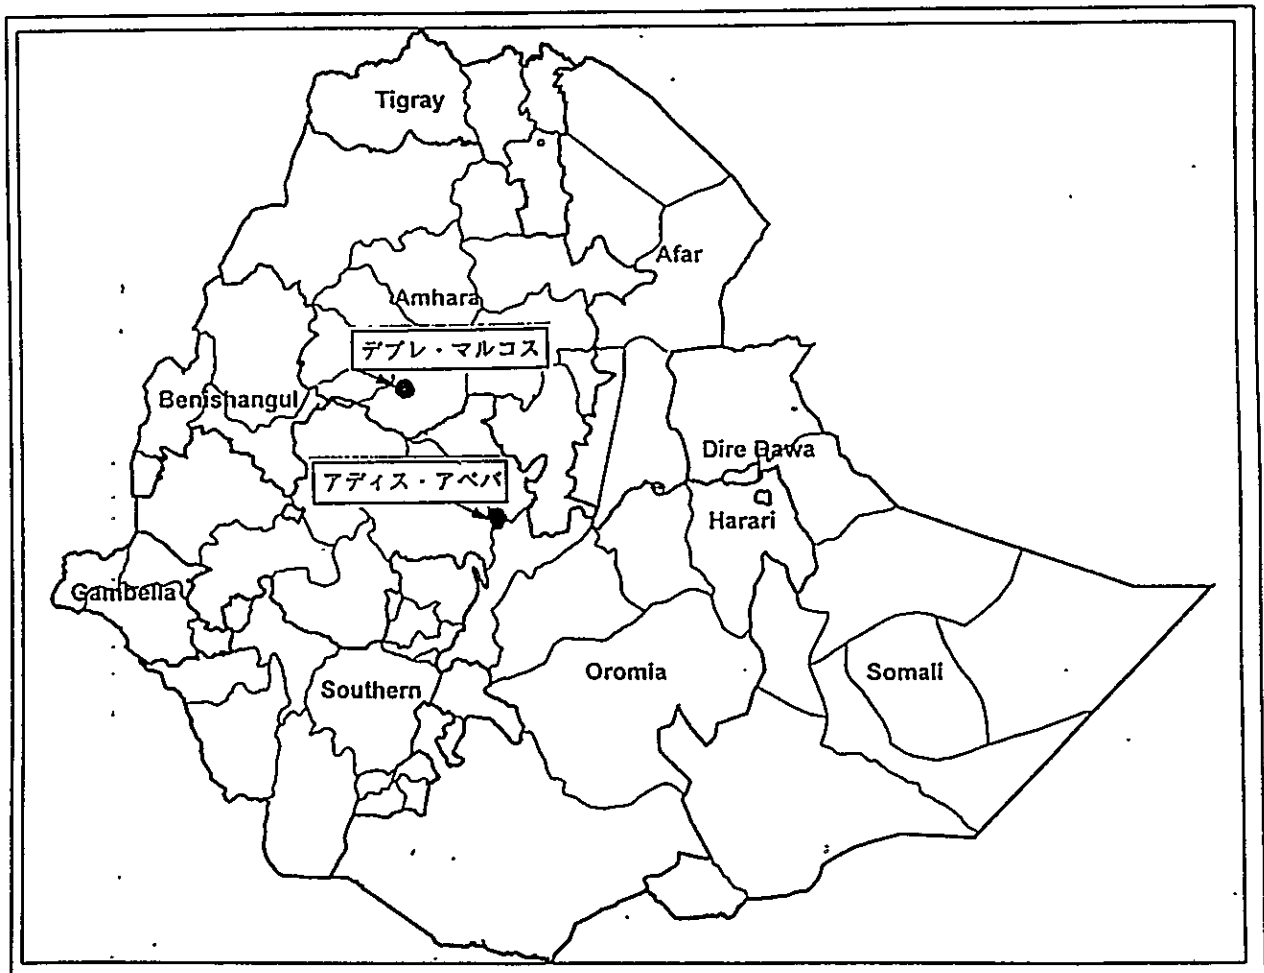 Tigray
Afar
Amhara
デブレ・マルコス
Benishangul
Dire Dawa
アディス・アベバ
Harari
Gambella
Oromia
Somali
Southern